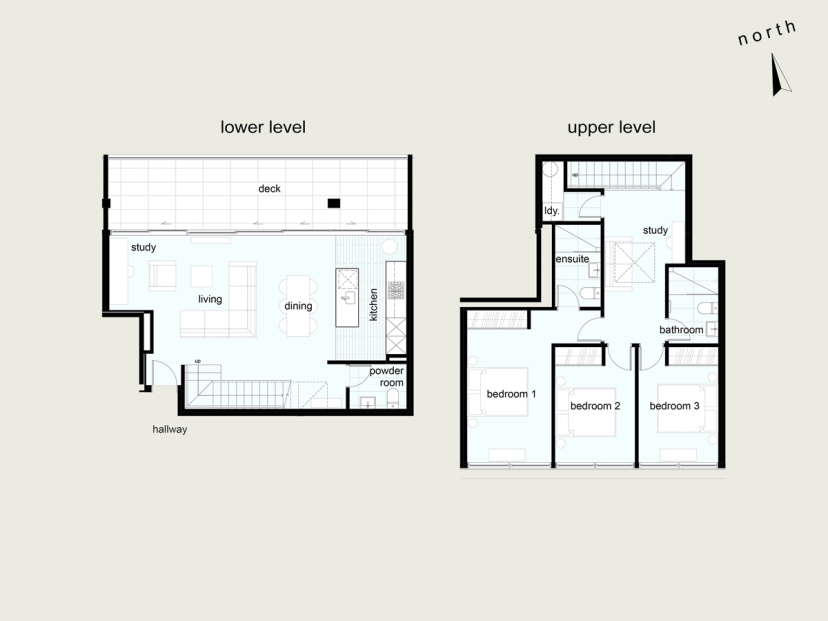 north
lower level
upper level
deck
up
ldy.
study
study
ensuite
living
dining
kitchen
bathroom
up
powder
room
bedroom 1
bedroom 2
bedroom 3
hallway